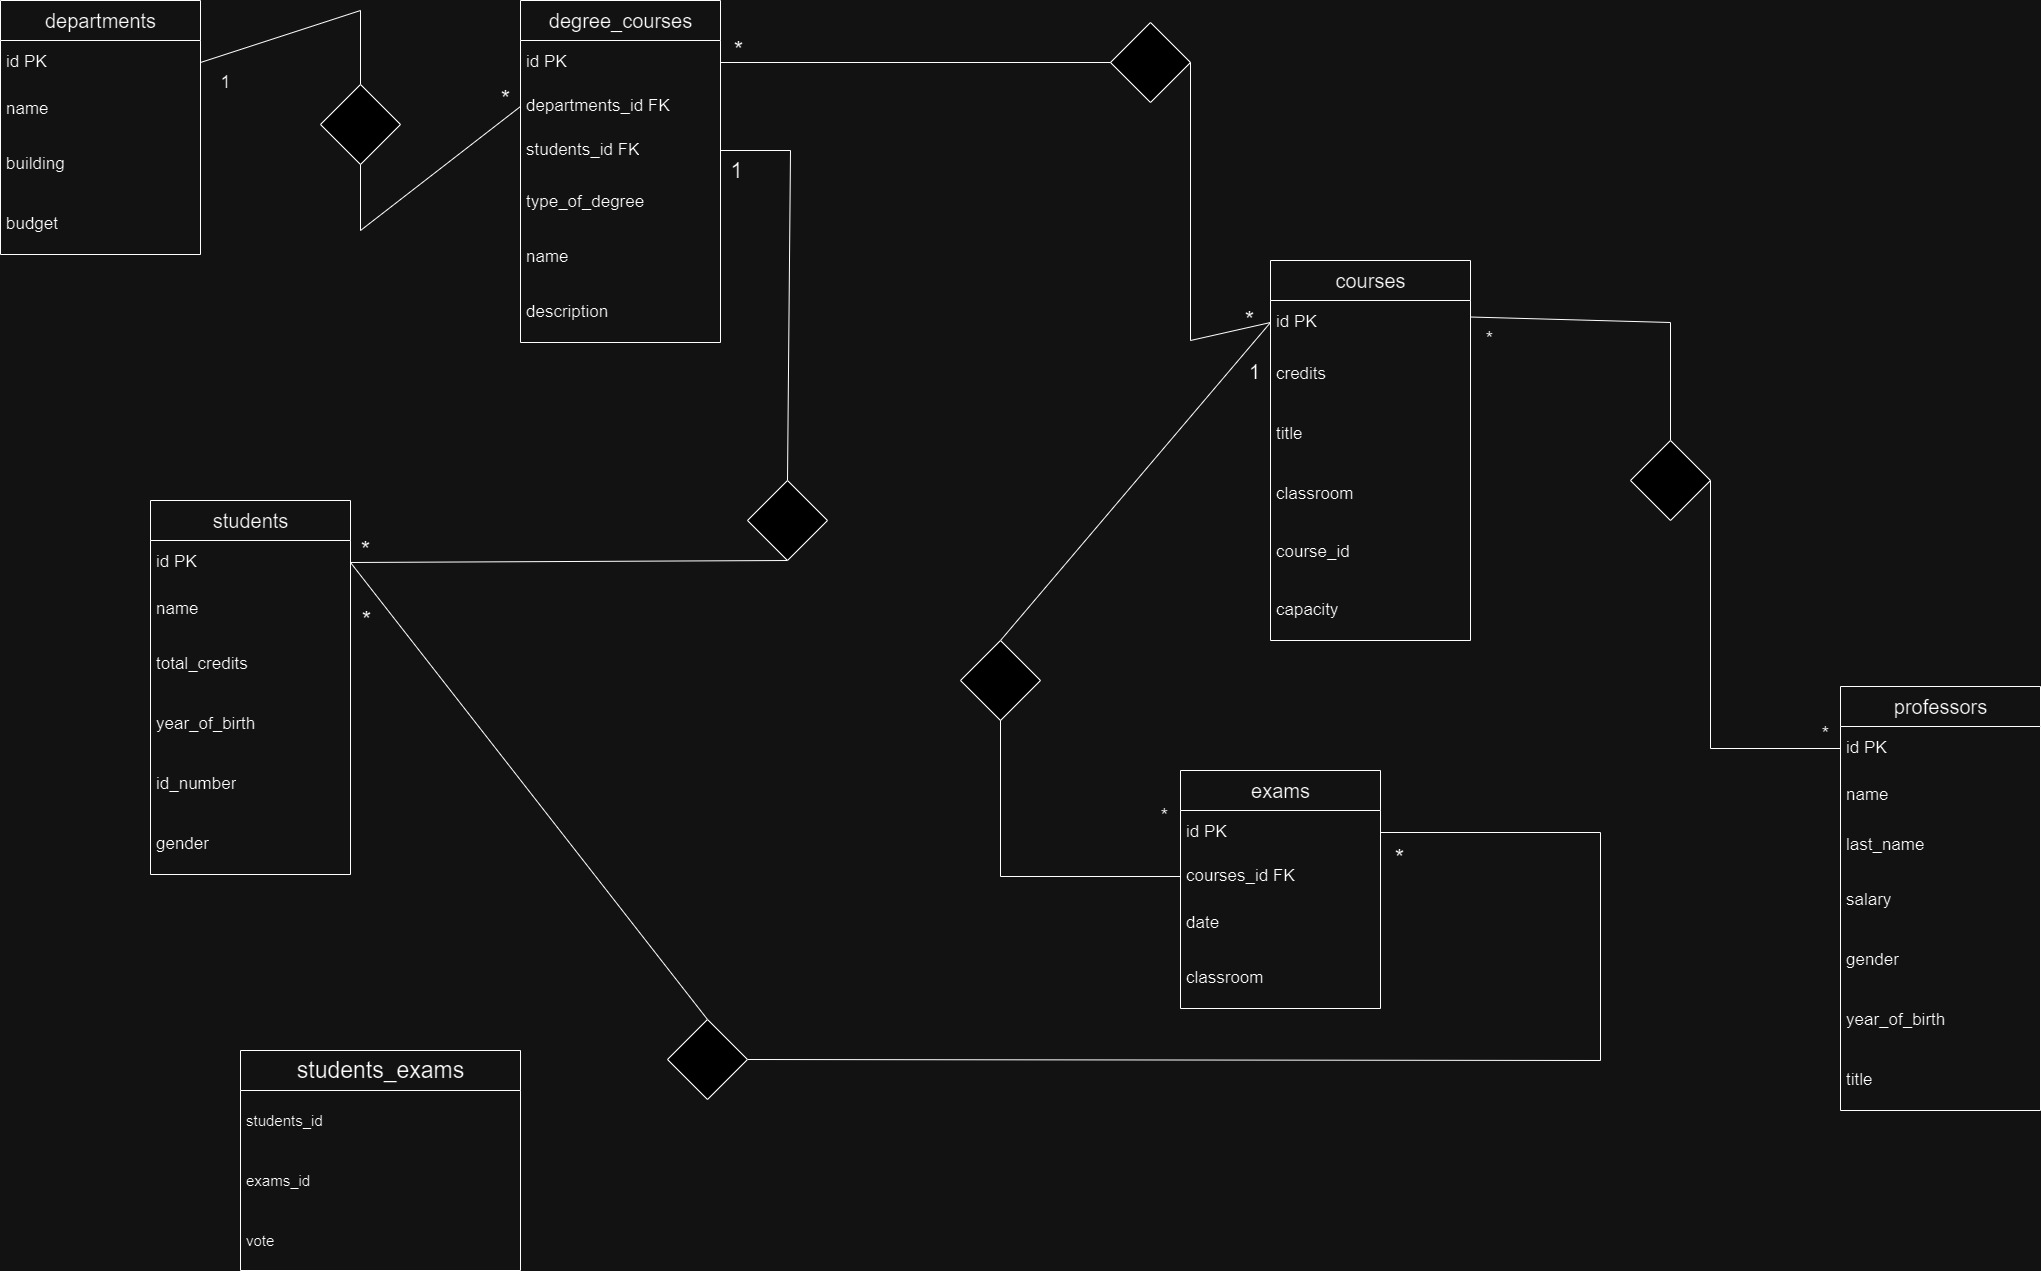 departments
id PK
name
building
budget
1
*
degree_courses
id PK
departments_id FK
students_id FK
type_of_degree
name
description
*
1
*
1
courses
id PK
credits
title
classroom
course_id
capacity
*
students
id PK
name
total_credits
year_of_birth
id_number
gender
*
*
*
exams
id PK
courses_id FK
date
classroom
*
*
professors
id PK
name
last_name
salary
gender
year_of_birth
title
students_exams
students_id
exams_id
vote